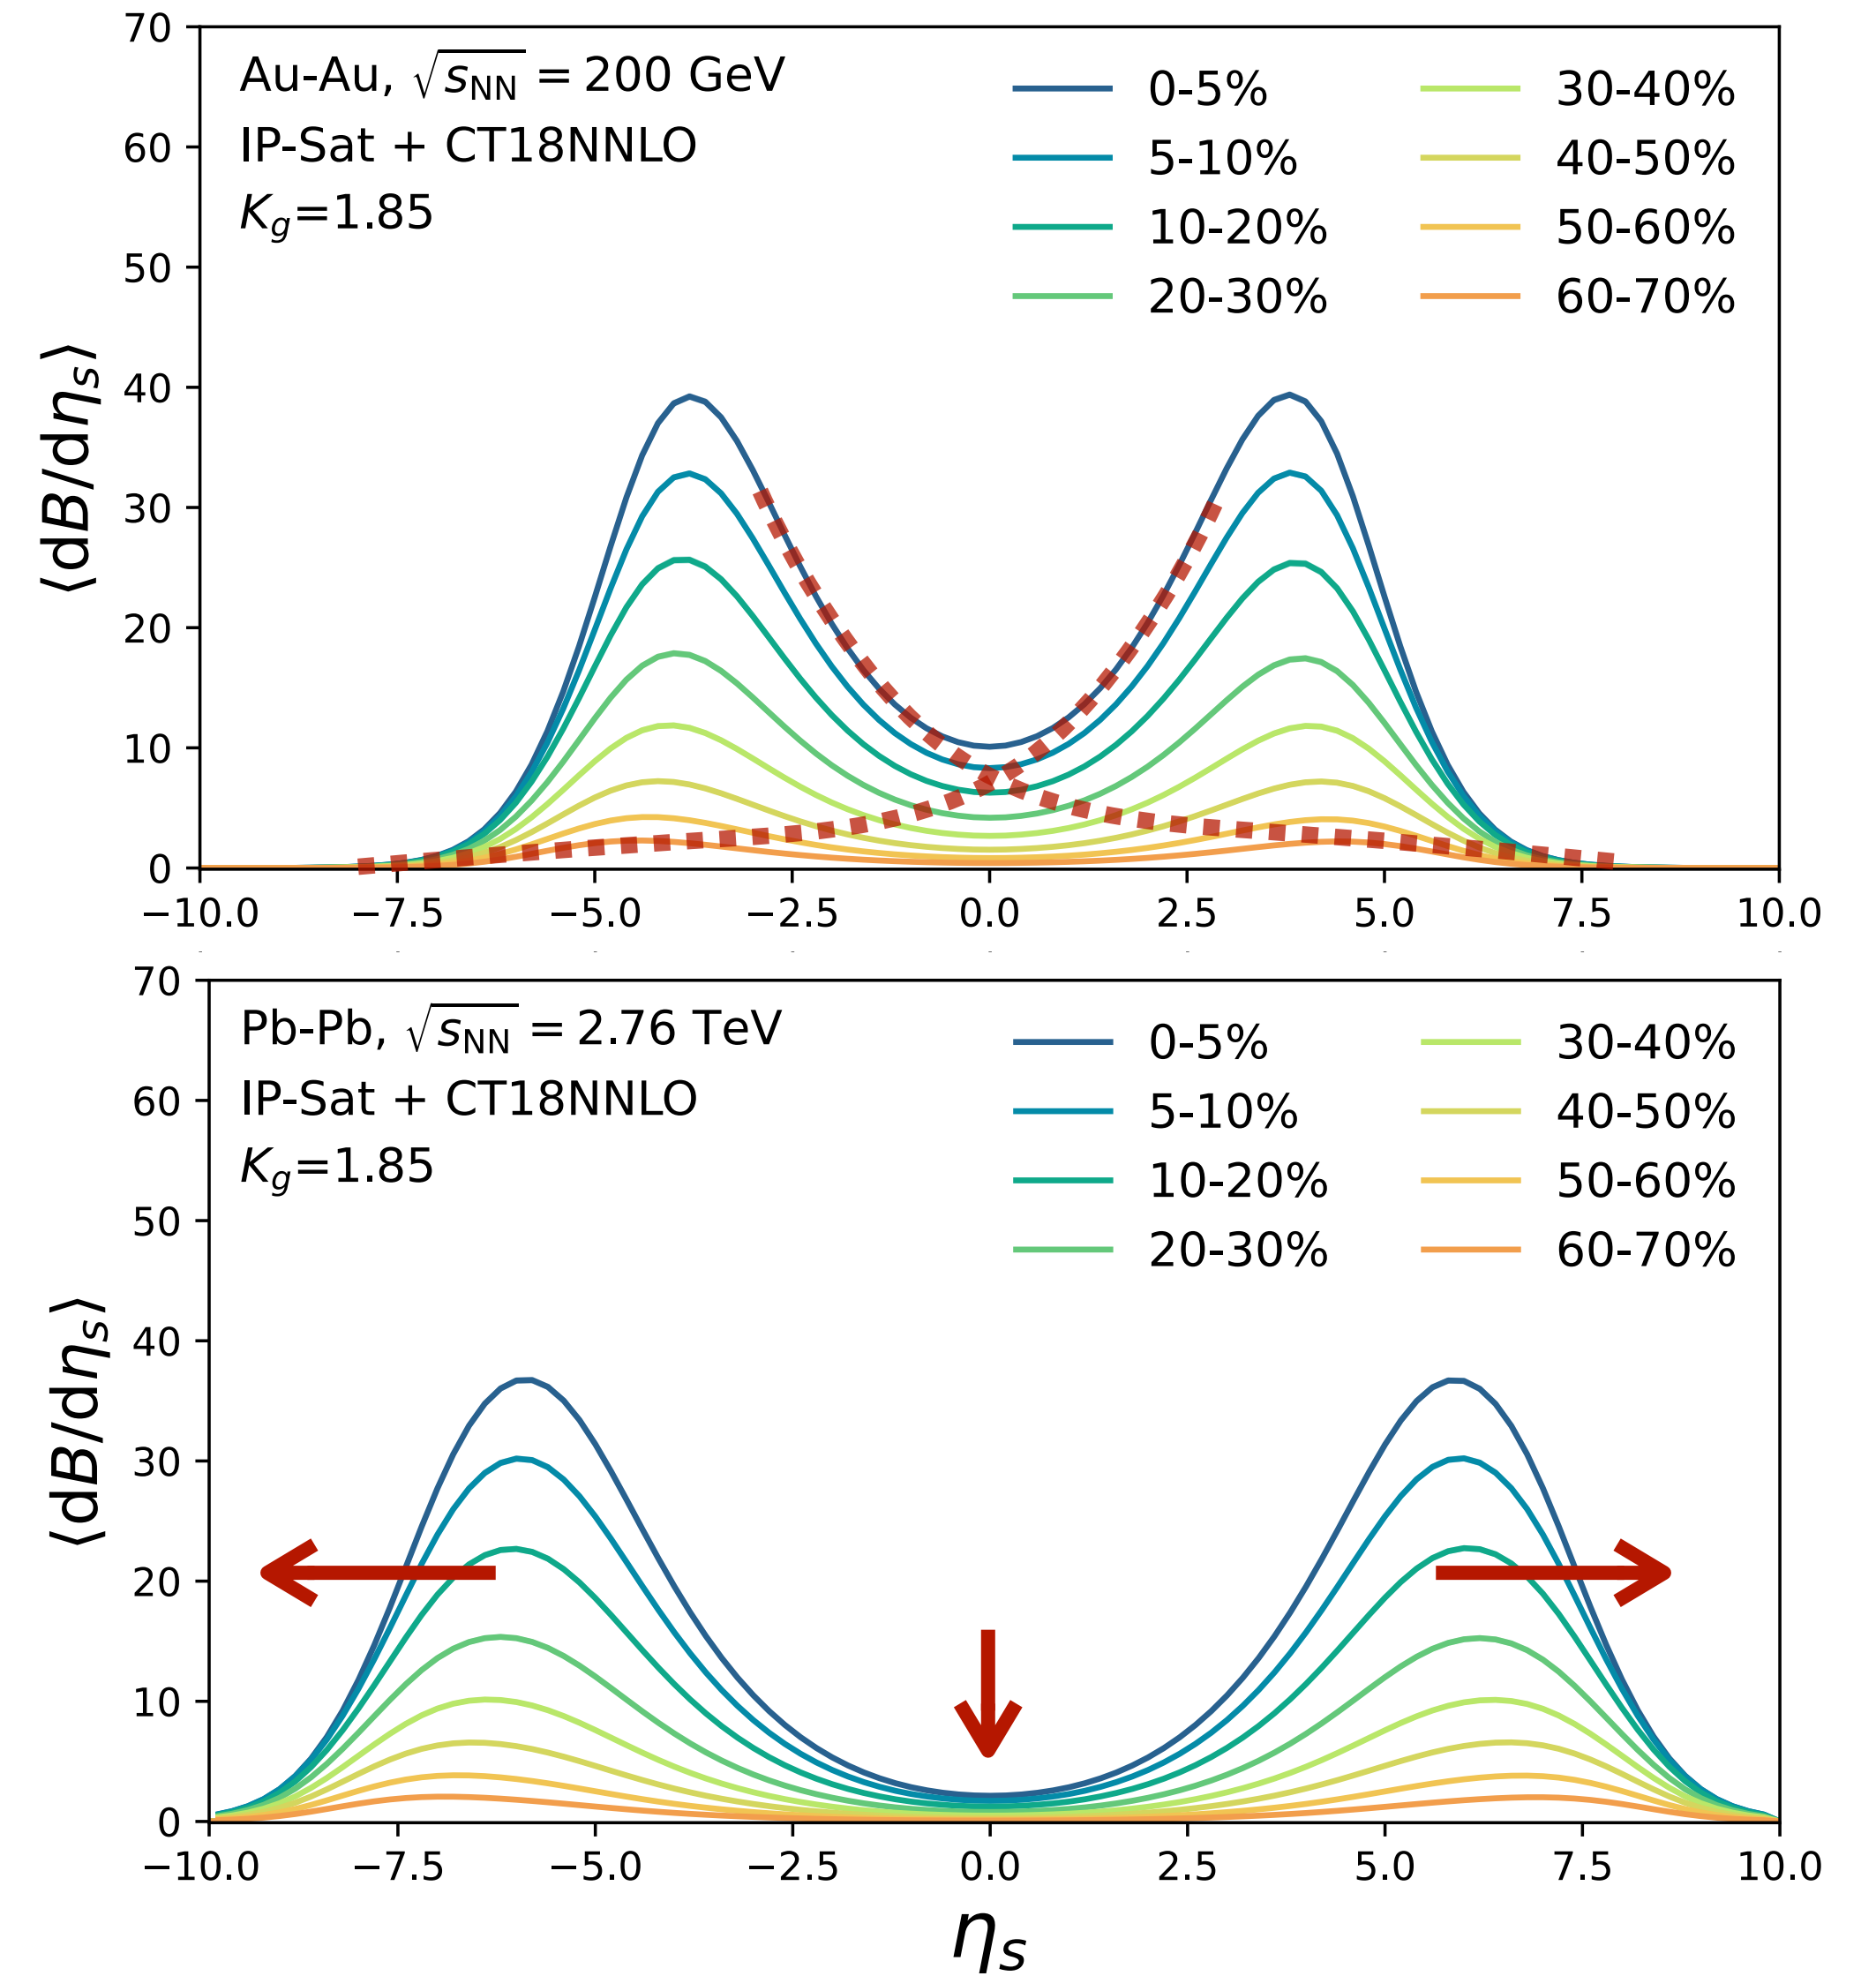 70
60
50
40
30
20
10
0
⟨dB/dηₛ⟩
Au-Au, √sNN = 200 GeV
IP-Sat + CT18NNLO
Kg=1.85
0-5%
5-10%
10-20%
20-30%
30-40%
40-50%
50-60%
60-70%
−10.0 −7.5 −5.0 −2.5 0.0 2.5 5.0 7.5 10.0
70
60
50
40
30
20
10
0
⟨dB/dηₛ⟩
Pb-Pb, √sNN = 2.76 TeV
IP-Sat + CT18NNLO
Kg=1.85
0-5%
5-10%
10-20%
20-30%
30-40%
40-50%
50-60%
60-70%
−10.0 −7.5 −5.0 −2.5 0.0 2.5 5.0 7.5 10.0
ηₛ